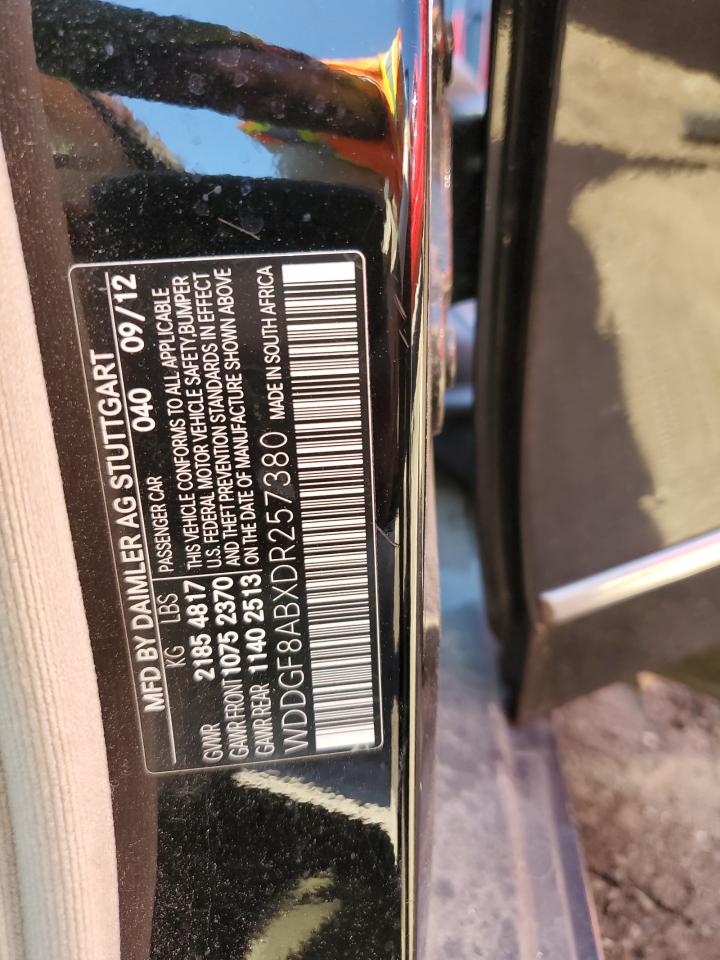 MFD BY DAIMLER AG STUTTGART
040 09/12
KG LBS PASSENGER CAR
GVWR 2185 4817 THIS VEHICLE CONFORMS TO ALL APPLICABLE
U.S. FEDERAL MOTOR VEHICLE SAFETY, BUMPER
GAWR FRONT 1075 2370 AND THEFT PREVENTION STANDARDS IN EFFECT
GAWR REAR 1140 2513 ON THE DATE OF MANUFACTURE SHOWN ABOVE
WDDGF8ABXDR257380 MADE IN SOUTH AFRICA